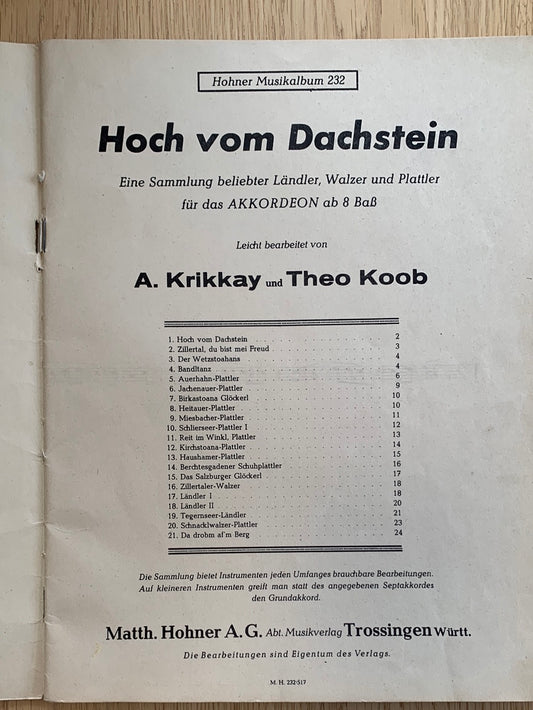 Hohner Musikalbum 232
Hoch vom Dachstein
Eine Sammlung beliebter Ländler, Walzer und Plattler
für das AKKORDEON ab 8 Baß
Leicht bearbeitet von
A. Krikkay und Theo Koob
1. Hoch vom Dachstein . . . . . . . . . . . . . . . . 2
2. Zillertal, du bist mei Freud . . . . . . . . . . . . . . 3
3. Der Wetzstoahans . . . . . . . . . . . . . . . . 4
4. Bandltanz . . . . . . . . . . . . . . . . 4
5. Auerhahn-Plattler . . . . . . . . . . . . . . . . 6
6. Jachenauer-Plattler . . . . . . . . . . . . . . . . 9
7. Birkastoana Glöckerl . . . . . . . . . . . . . . . . 10
8. Heitauer-Plattler . . . . . . . . . . . . . . . . 10
9. Miesbacher-Plattler . . . . . . . . . . . . . . . . 11
10. Schlierseer-Plattler I . . . . . . . . . . . . . . . . 12
11. Reit im Winkl, Plattler . . . . . . . . . . . . . . . . 13
12. Kirchstoana-Plattler . . . . . . . . . . . . . . . . 14
13. Haushamer-Plattler . . . . . . . . . . . . . . . . 15
14. Berchtesgadener Schuhplattler . . . . . . . . . . . . 16
15. Das Salzburger Glöckerl . . . . . . . . . . . . . . 17
16. Zillertaler-Walzer . . . . . . . . . . . . . . . . 18
17. Ländler I . . . . . . . . . . . . . . . . 18
18. Ländler II . . . . . . . . . . . . . . . . 20
19. Tegernseer-Ländler . . . . . . . . . . . . . . . . 21
20. Schnacklwalzer-Plattler . . . . . . . . . . . . . . 23
21. Da drobm af'm Berg . . . . . . . . . . . . . . . . 24
Die Sammlung bietet Instrumenten jeden Umfanges brauchbare Bearbeitungen.
Auf kleineren Instrumenten greift man statt des angegebenen Septakkordes
den Grundakkord.
Matth. Hohner A.G. Abt. Musikverlag Trossingen Württ.
Die Bearbeitungen sind Eigentum des Verlags.
M. H. 232-517